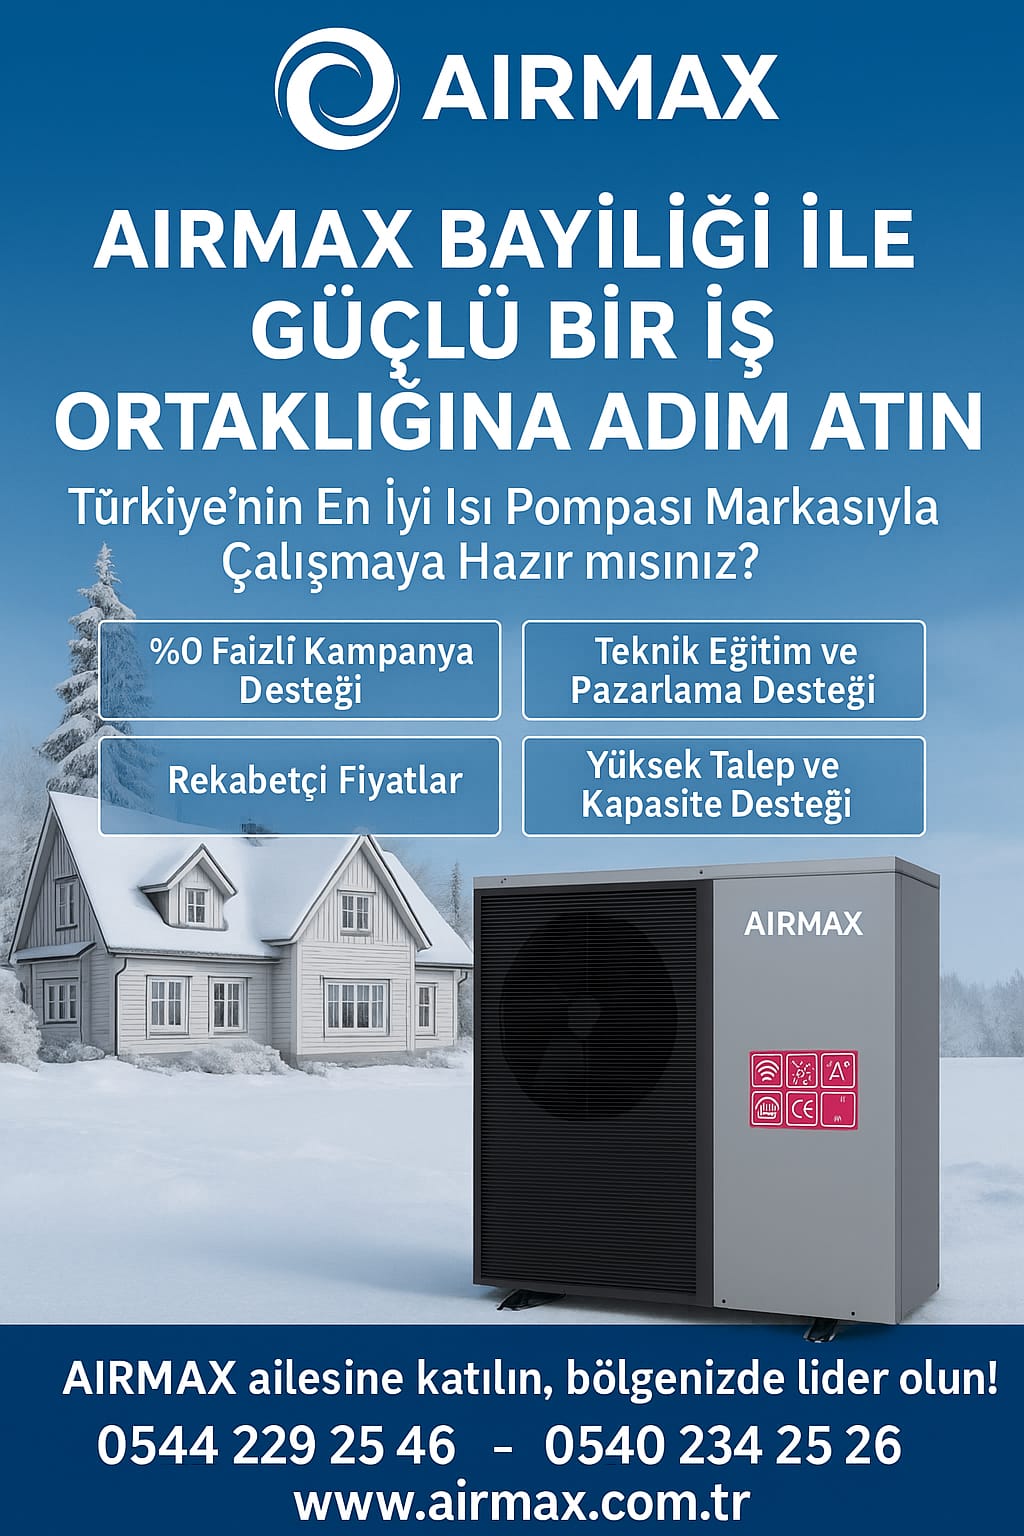 AIRMAX
AIRMAX BAYİLİĞİ İLE
GÜÇLÜ BİR İŞ
ORTAKLIĞINA ADIM ATIN
Türkiye'nin En İyi Isı Pompası Markasıyla
Çalışmaya Hazır mısınız?
%0 Faizli Kampanya
Desteği
Teknik Eğitim ve
Pazarlama Desteği
Rekabetçi Fiyatlar
Yüksek Talep ve
Kapasite Desteği
AIRMAX
A
CE
AIRMAX ailesine katılın, bölgenizde lider olun!
0544 229 25 46 - 0540 234 25 26
www.airmax.com.tr